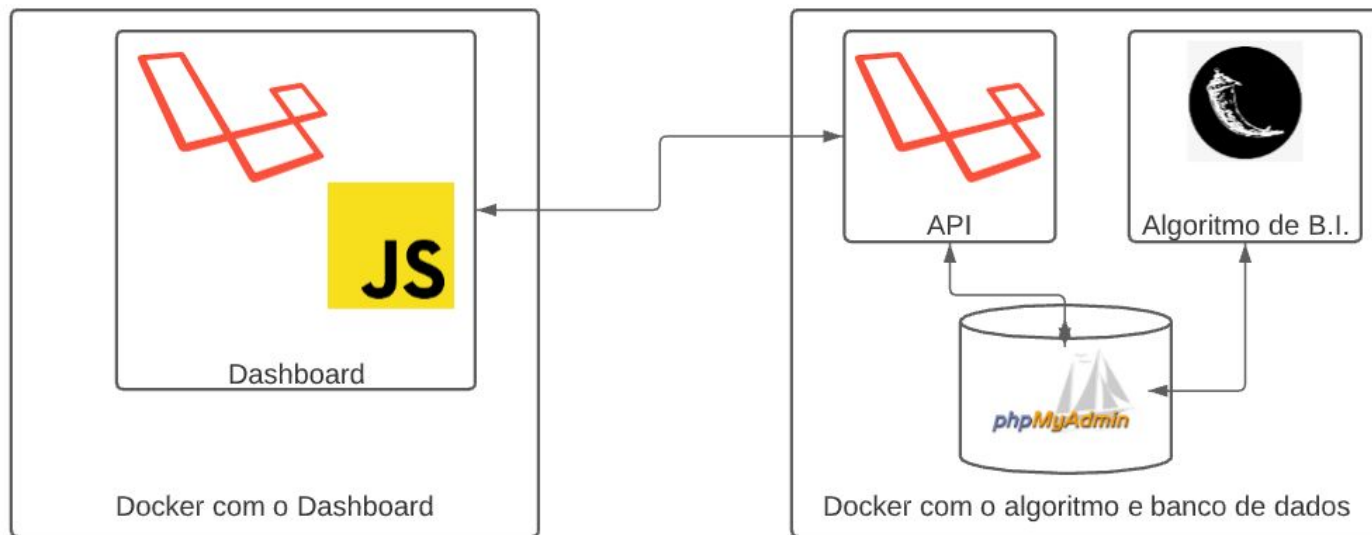 JS
Dashboard
Docker com o Dashboard
API
Algoritmo de B.I.
phpMyAdmin
Docker com o algoritmo e banco de dados